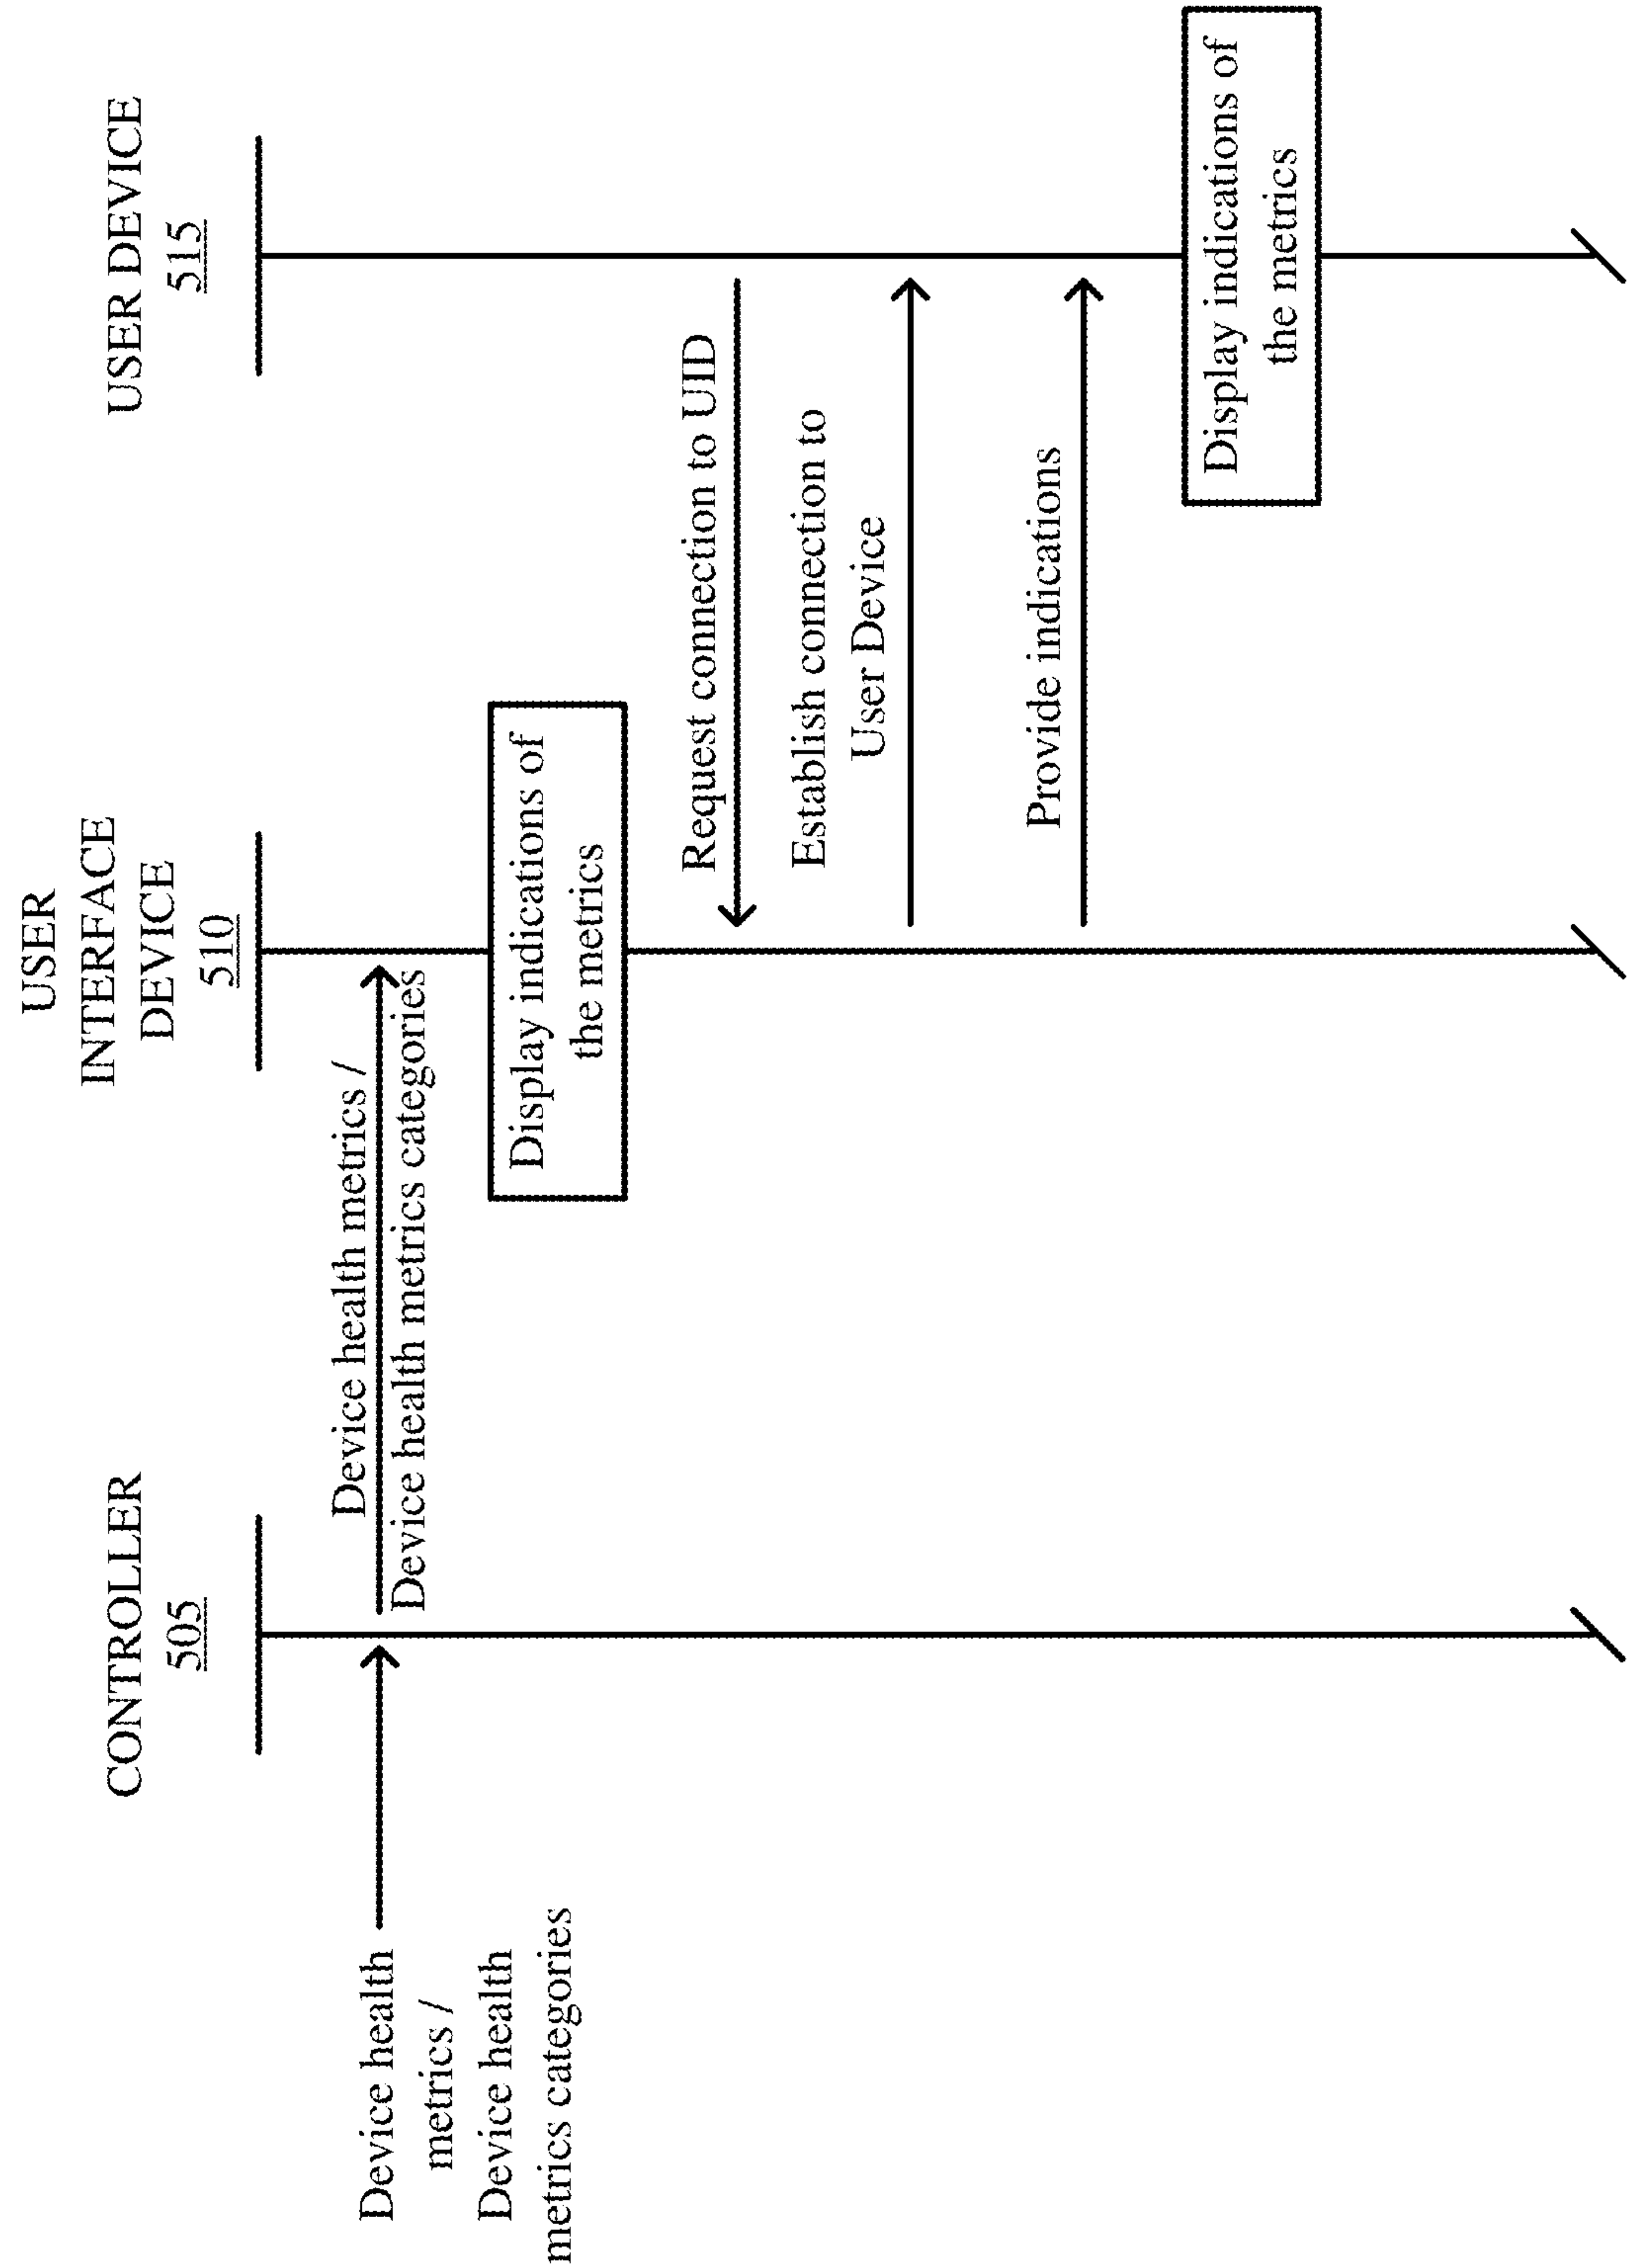 CONTROLLER
505
USER
INTERFACE
DEVICE
510
USER DEVICE
515
Device health
metrics /
Device health
metrics categories
Device health metrics /
Device health metrics categories
Display indications of
the metrics
Request connection to UID
Establish connection to
User Device
Provide indications
Display indications of
the metrics